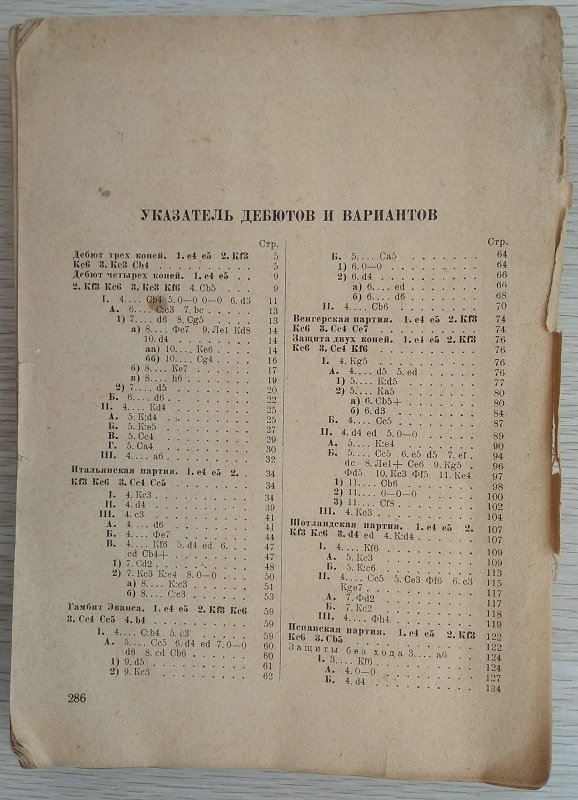 УКАЗАТЕЛЬ ДЕБЮТОВ И ВАРИАНТОВ
Стр.
Дебют трех коней. 1. e4 e5 2. Kf3
Kc6 3. Kc3 Cb4 . . . . . . . . 5
Дебют четырех коней. 1. e4 e5 . . 9
2. Kf3 Kc6 3. Kc3 Kf6 4. Cb5 . . 9
I. 4. ... Cb4 5. 0—0 0—0 6. d3 11
А. 6. ... C:c3 7. bc . . . . 13
1) 7. ... d6 8. Cg5 . . . 13
а) 8. ... Фe7 9. Лe1 Kd8 14
10. d4 . . . . . . . 14
аа) 10. ... Ke6 . . . 14
бб) 10. ... Cg4 . . . 16
б) 8. ... Ke7 . . . . . 17
в) 8. ... h6 . . . . . 19
2) 7. ... d5 . . . . . . 20
Б. 6. ... d6 . . . . . . . 22
II. 4. ... Kd4 . . . . . . . 25
А. 5. K:d4 . . . . . . . 25
Б. 5. K:e5 . . . . . . . 27
В. 5. Cc4 . . . . . . . 29
Г. 5. Ca4 . . . . . . . 30
III. 4. ... a6 . . . . . . . 32
Итальянская партия. 1. e4 e5 2. . 34
Kf3 Kc6 3. Cc4 Cc5 . . . . . 34
I. 4. Kc3 . . . . . . . . 34
II. 4. d4 . . . . . . . . 39
III. 4. c3 . . . . . . . . 41
А. 4. ... d6 . . . . . . 41
Б. 4. ... Фe7 . . . . . . 44
В. 4. ... Kf6 5. d4 ed 6. . . 47
cd Cb4+ . . . . . . . 47
1) 7. Cd2 . . . . . . . 48
2) 7. Kc3 K:e4 8. 0—0 . . 50
а) 8. ... K:c3 . . . . . 51
б) 8. ... C:c3 . . . . . 53
Гамбит Эванса. 1. e4 e5 2. Kf3 Kc6 59
3. Cc4 Cc5 4. b4 . . . . . . 59
I. 4. ... C:b4 5. c3 . . . . 59
А. 5. ... Cc5 6. d4 ed 7. 0—0 60
d6 8. cd Cb6 . . . . . . 60
1) 9. d5 . . . . . . . . 61
2) 9. Kc3 . . . . . . . 62
286
Стр.
Б. 5. ... Ca5 . . . . . . 64
1) 6. 0—0 . . . . . . . 64
2) 6. d4 . . . . . . . . 66
а) 6. ... ed . . . . . . 66
б) 6. ... d6 . . . . . . 68
II. 4. ... Cb6 . . . . . . . 70
Венгерская партия. 1. e4 e5 2. Kf3 74
Kc6 3. Cc4 Ce7 . . . . . . . 74
Защита двух коней. 1. e4 e5 2. Kf3 76
Kc6 3. Cc4 Kf6 . . . . . . . 76
I. 4. Kg5 . . . . . . . . 76
А. 4. ... d5 5. ed . . . . 76
1) 5. ... K:d5 . . . . . . 77
2) 5. ... Ka5 . . . . . . 80
а) 6. Cb5+ . . . . . . 80
б) 6. d3 . . . . . . . 84
Б. 4. ... Cc5 . . . . . . 87
II. 4. d4 ed 5. 0—0 . . . . 89
А. 5. ... K:e4 . . . . . . 90
Б. 5. ... Cc5 6. e5 d5 7. ef . 94
dc 8. Лe1+ Ce6 9. Kg5 . . 96
Фd5 10. Kc3 Фf5 11. Ke4 97
1) 11. ... Cb6 . . . . . . 98
2) 11. ... 0—0—0 . . . . 100
3) 11. ... Cf8 . . . . . . 102
III. 4. Kc3 . . . . . . . . 104
Шотландская партия. 1. e4 e5 2. 107
Kf3 Kc6 3. d4 ed 4. K:d4 . . . 107
I. 4. ... Kf6 . . . . . . . 109
А. 5. Kc3 . . . . . . . 109
Б. 5. K:c6 . . . . . . . 113
II. 4. ... Cc5 5. Ce3 Фf6 6. c3 115
Kge7 . . . . . . . . . 117
А. 7. Фd2 . . . . . . . 117
Б. 7. Kc2 . . . . . . . 118
III. 4. ... Фh4 . . . . . . . 119
Испанская партия. 1. e4 e5 2. Kf3 122
Kc6 3. Cb5 . . . . . . . . 122
Защиты без хода 3. ... a6 . . 124
I. 3. ... Kf6 . . . . . . . 124
А. 4. 0—0 . . . . . . . 127
Б. 4. d4 . . . . . . . . 134